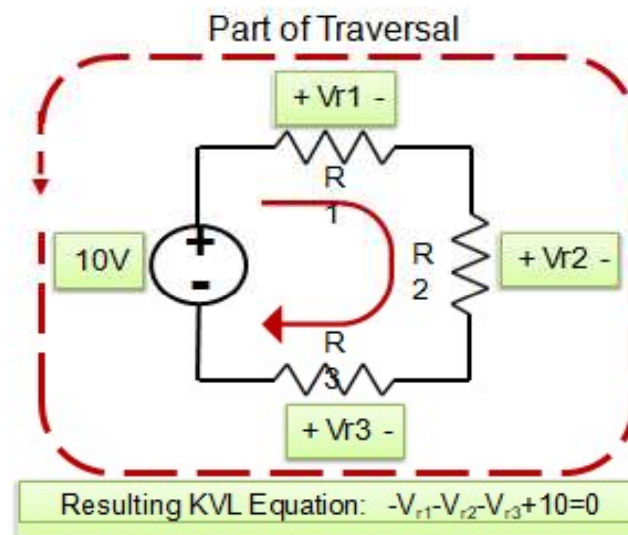 Part of Traversal
+ Vr1 -
R
1
+
-
10V
R
2
+ Vr2 -
R
3
+ Vr3 -
Resulting KVL Equation: -Vr1-Vr2-Vr3+10=0